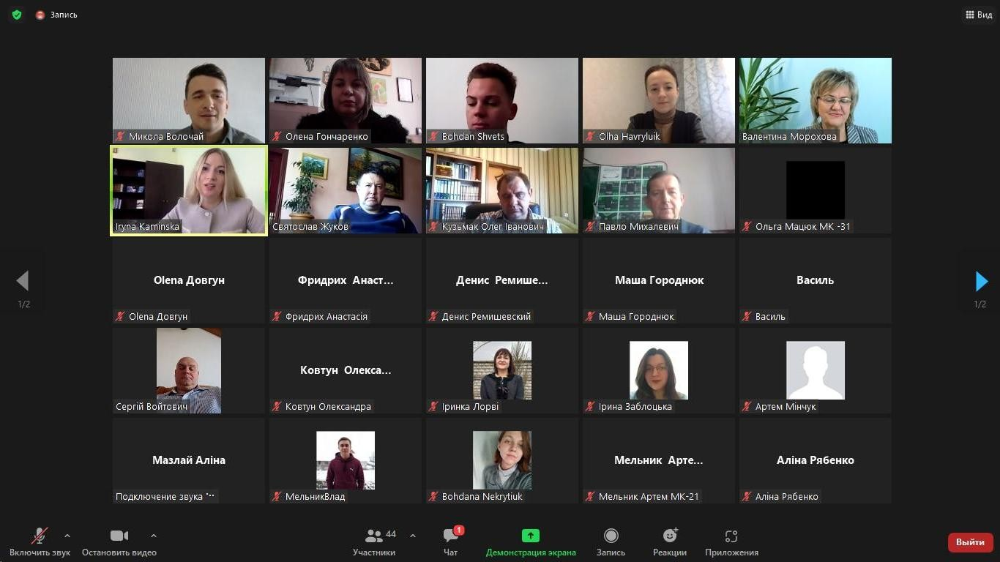 Запись
Вид
Микола Волочай
Олена Гончаренко
Bohdan Shvets
Olha Havryluik
Валентина Морохова
Iryna Kaminska
Святослав Жуков
Кузьмак Олег Іванович
Павло Михалевич
Ольга Мацюк МК -31
Olena Довгун
Фридрих Анаст...
Денис Ремише...
Маша Городнюк
Василь
1/2
1/2
Olena Довгун
Фридрих Анастасія
Денис Ремишевский
Маша Городнюк
Василь
Ковтун Олекса...
Сергій Войтович
Ковтун Олександра
Іринка Лорві
Ірина Заблоцька
Артем Мінчук
Мазлай Аліна
Мельник Арте...
Аліна Рябенко
Подключение звука ...
МельникВлад
Bohdana Nekrytiuk
Мельник Артем МК-21
Аліна Рябенко
44
1
Включить звук
Остановить видео
Участники
Чат
Демонстрация экрана
Запись
Реакции
Приложения
Выйти